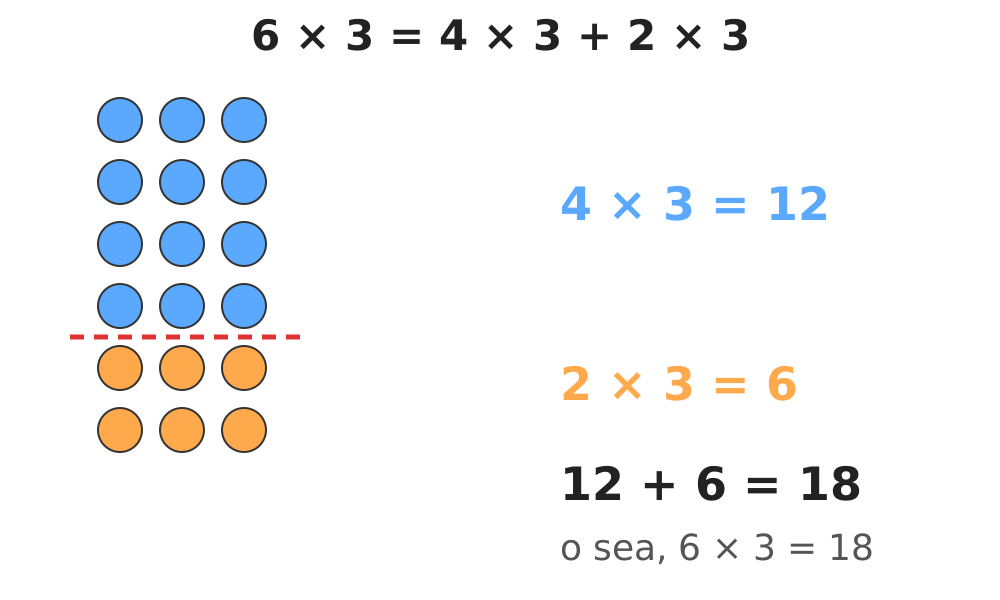 6 × 3 = 4 × 3 + 2 × 3
4 × 3 = 12
2 × 3 = 6
12 + 6 = 18
o sea, 6 × 3 = 18